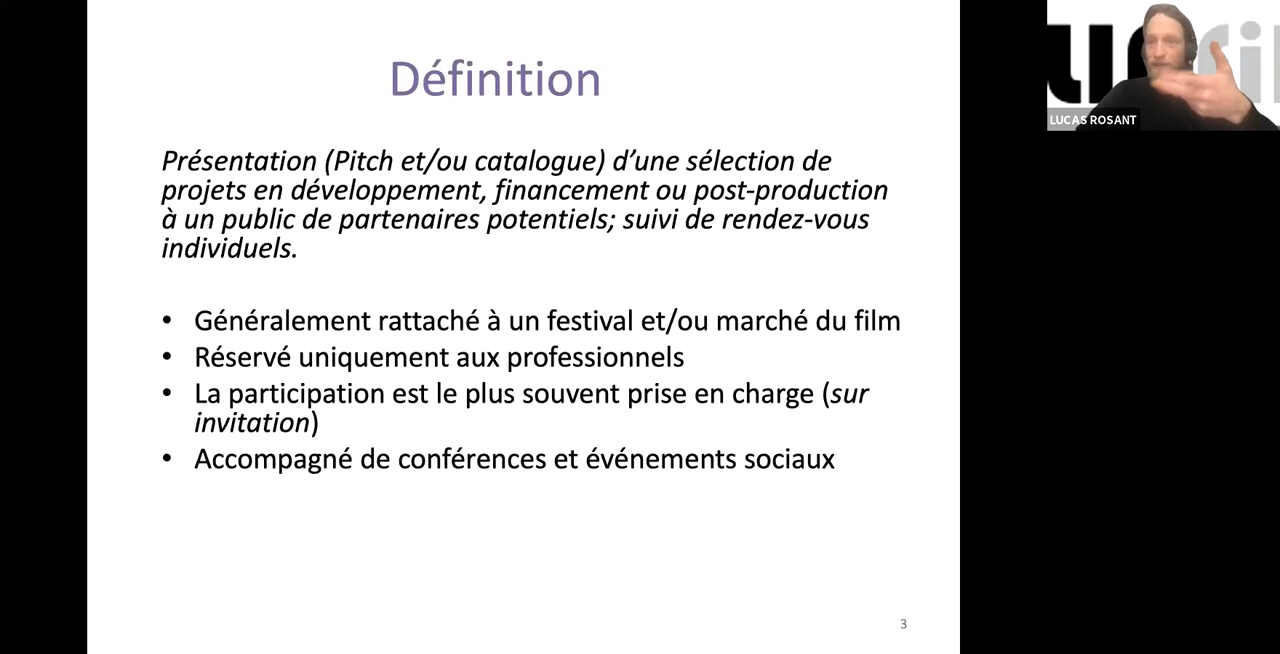 Définition
Présentation (Pitch et/ou catalogue) d’une sélection de
projets en développement, financement ou post-production
à un public de partenaires potentiels; suivi de rendez-vous
individuels.
• Généralement rattaché à un festival et/ou marché du film
• Réservé uniquement aux professionnels
• La participation est le plus souvent prise en charge (sur
invitation)
• Accompagné de conférences et événements sociaux
3
LUCAS ROSANT